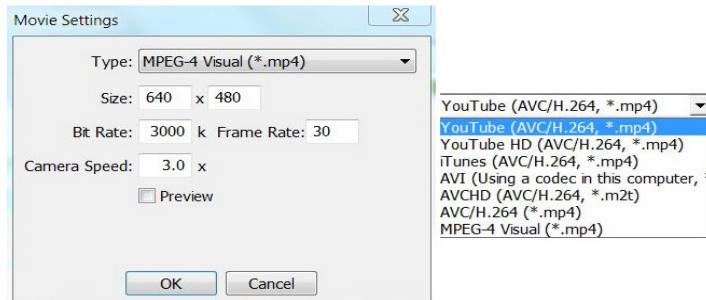 Movie Settings
Type: MPEG-4 Visual (*.mp4)
Size: 640 x 480
Bit Rate: 3000 k Frame Rate: 30
Camera Speed: 3.0 x
Preview
OK Cancel
YouTube (AVC/H.264, *.mp4)
YouTube (AVC/H.264, *.mp4)
YouTube HD (AVC/H.264, *.mp4)
iTunes (AVC/H.264, *.mp4)
AVI (Using a codec in this computer, *
AVCHD (AVC/H.264, *.m2t)
AVC/H.264 (*.mp4)
MPEG-4 Visual (*.mp4)